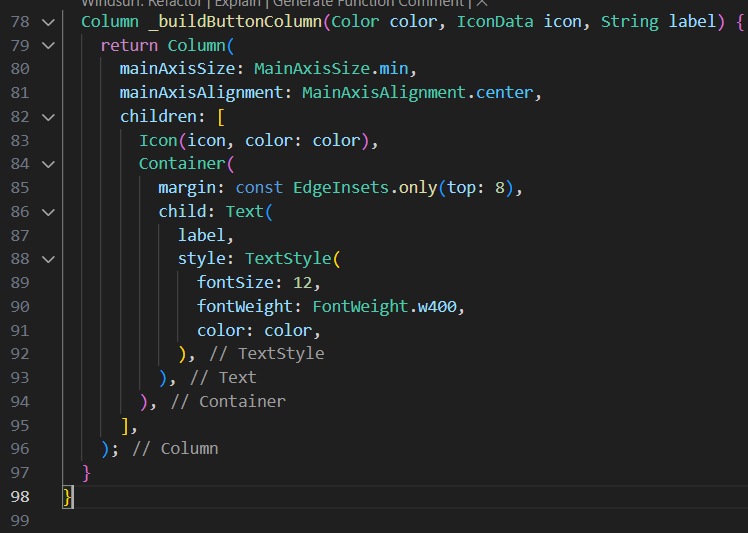 Windsurf: Refactor | Explain | Generate Function Comment | ×
78 Column _buildButtonColumn(Color color, IconData icon, String label) {
79 return Column(
80 mainAxisSize: MainAxisSize.min,
81 mainAxisAlignment: MainAxisAlignment.center,
82 children: [
83 Icon(icon, color: color),
84 Container(
85 margin: const EdgeInsets.only(top: 8),
86 child: Text(
87 label,
88 style: TextStyle(
89 fontSize: 12,
90 fontWeight: FontWeight.w400,
91 color: color,
92 ), // TextStyle
93 ), // Text
94 ), // Container
95 ],
96 ); // Column
97 }
98 }
99